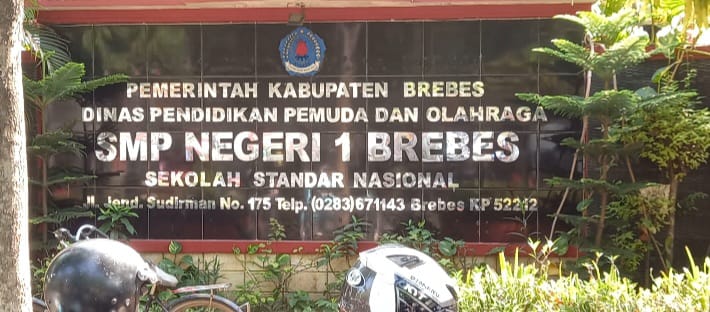 PEMERINTAH KABUPATEN BREBES
DINAS PENDIDIKAN PEMUDA DAN OLAHRAGA
SMP NEGERI 1 BREBES
SEKOLAH STANDAR NASIONAL
Jl. Jend. Sudirman No. 175 Telp. (0283)671143 Brebes KP 52212